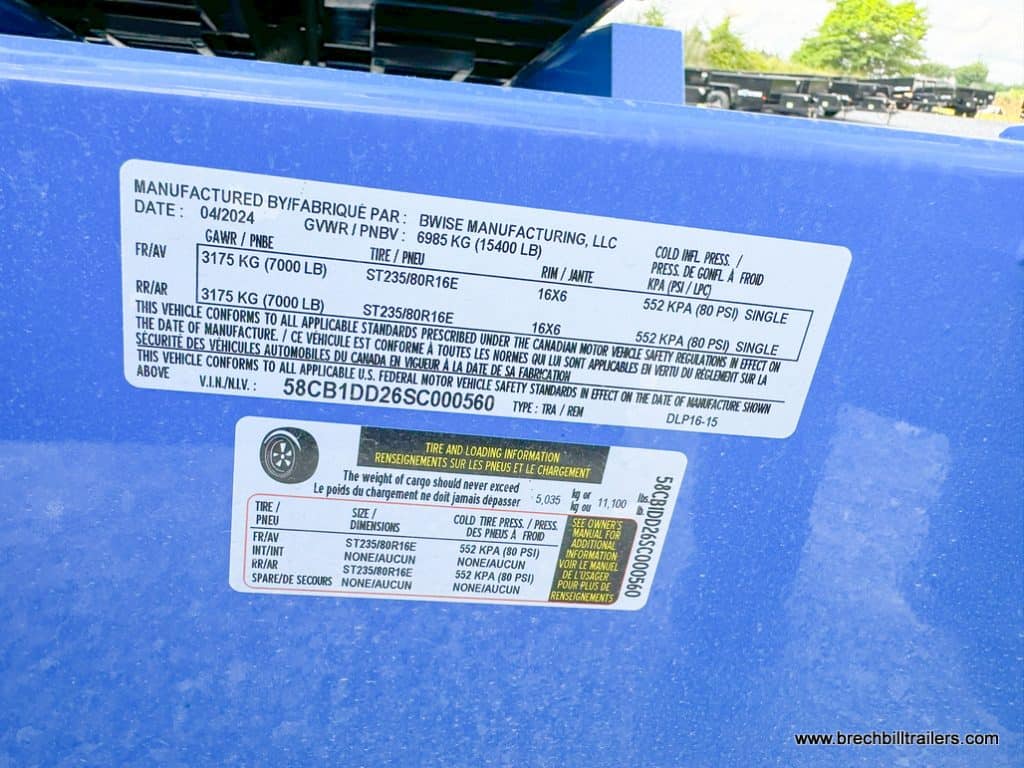 MANUFACTURED BY/FABRIQUÉ PAR : BWISE MANUFACTURING, LLC
DATE : 04/2024 GVWR / PNBV : 6985 KG (15400 LB)
GAWR / PNBE TIRE / PNEU RIM / JANTE COLD INFL PRESS. / PRESS. DE GONFL À FROID KPA (PSI / LPC)
FR/AV 3175 KG (7000 LB) ST235/80R16E 16X6 552 KPA (80 PSI) SINGLE
RR/AR 3175 KG (7000 LB) ST235/80R16E 16X6 552 KPA (80 PSI) SINGLE
THIS VEHICLE CONFORMS TO ALL APPLICABLE STANDARDS PRESCRIBED UNDER THE CANADIAN MOTOR VEHICLE SAFETY REGULATIONS IN EFFECT ON
THE DATE OF MANUFACTURE. / CE VÉHICULE EST CONFORME À TOUTES LES NORMES QUI LUI SONT APPLICABLES EN VERTU DU RÉGLEMENT SUR LA
SÉCURITÉ DES VÉHICULES AUTOMOBILES DU CANADA EN VIGUEUR À LA DATE DE SA FABRICATION
THIS VEHICLE CONFORMS TO ALL APPLICABLE U.S. FEDERAL MOTOR VEHICLE SAFETY STANDARDS IN EFFECT ON THE DATE OF MANUFACTURE SHOWN
ABOVE
V.I.N./N.I.V. : 58CB1DD26SC000560 TYPE : TRA / REM DLP16-15
TIRE AND LOADING INFORMATION
RENSEIGNEMENTS SUR LES PNEUS ET LE CHARGEMENT
The weight of cargo should never exceed
Le poids du chargement ne doit jamais dépasser 5,035 kg or kg ou 11,100 lbs. lb.
TIRE / PNEU SIZE / DIMENSIONS COLD TIRE PRESS. / PRESS. DES PNEUS À FROID
FR/AV ST235/80R16E 552 KPA (80 PSI)
INT/INT NONE/AUCUN NONE/AUCUN
RR/AR ST235/80R16E 552 KPA (80 PSI)
SPARE/DE SECOURS NONE/AUCUN NONE/AUCUN
SEE OWNER'S
MANUAL FOR
ADDITIONAL
INFORMATION
VOIR LE MANUEL
DE L'USAGER
POUR PLUS DE
RENSEIGNEMENTS
58CB1DD26SC000560
www.brechbilltrailers.com